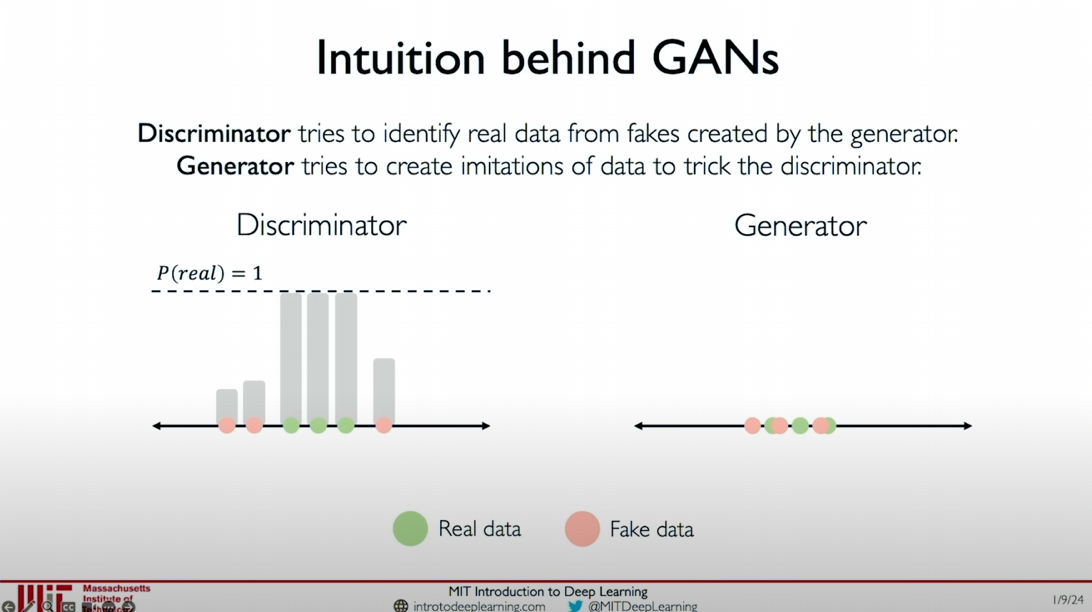 Intuition behind GANs
Discriminator tries to identify real data from fakes created by the generator.
Generator tries to create imitations of data to trick the discriminator.
Discriminator
Generator
P(real) = 1
Real data
Fake data
Massachusetts
Institute of
MIT Introduction to Deep Learning
introtodeeplearning.com @MITDeepLearning
1/9/24